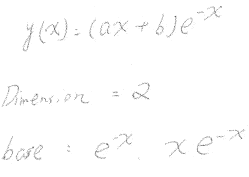 y(x) = (ax + b)e^{-x}
Dimension = 2
base : e^{-x}. xe^{-x}